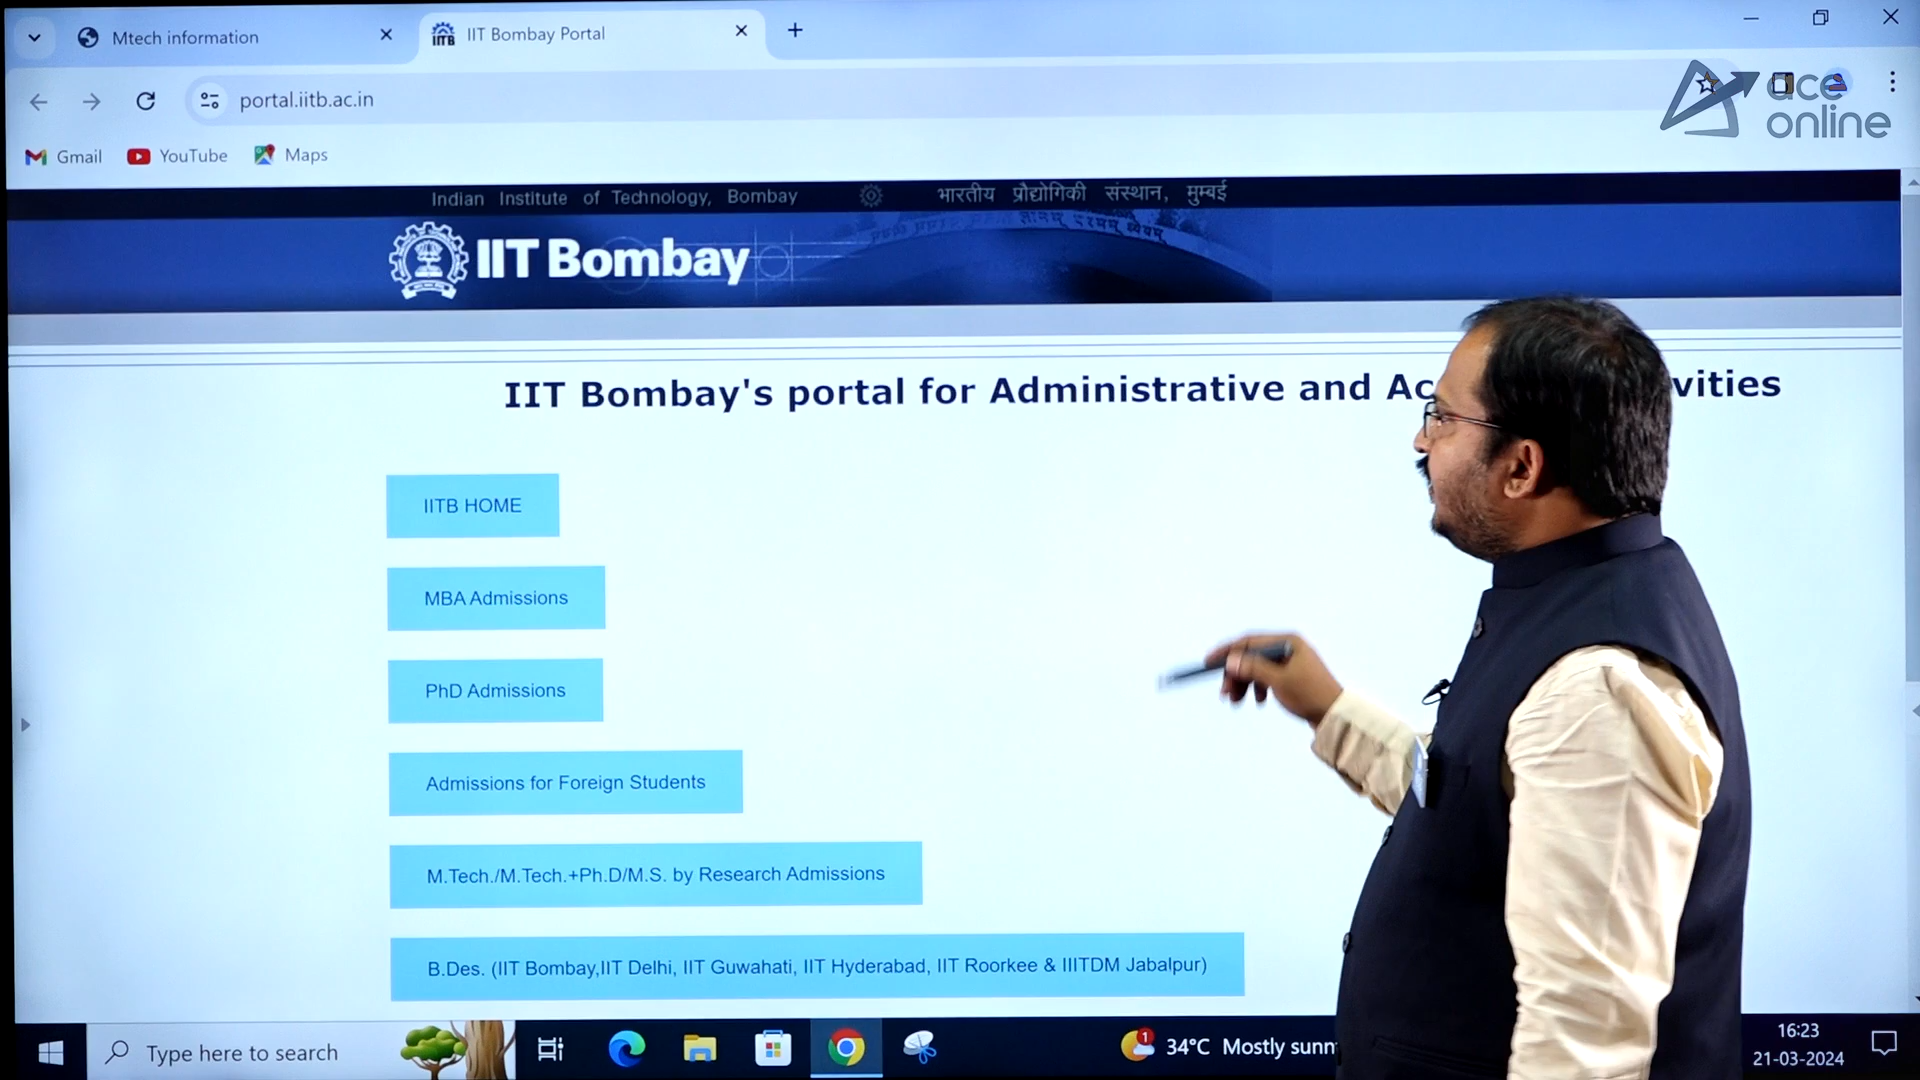 Mtech information
IITB
IIT Bombay Portal
portal.iitb.ac.in
ace
online
Gmail
YouTube
Maps
Indian Institute of Technology, Bombay
भारतीय प्रौद्योगिकी संस्थान, मुम्बई
IIT Bombay
IIT Bombay's portal for Administrative and Ac vities
IITB HOME
MBA Admissions
PhD Admissions
Admissions for Foreign Students
M.Tech./M.Tech.+Ph.D/M.S. by Research Admissions
B.Des. (IIT Bombay,IIT Delhi, IIT Guwahati, IIT Hyderabad, IIT Roorkee & IIITDM Jabalpur)
Type here to search
1
34°C Mostly sunn
16:23
21-03-2024